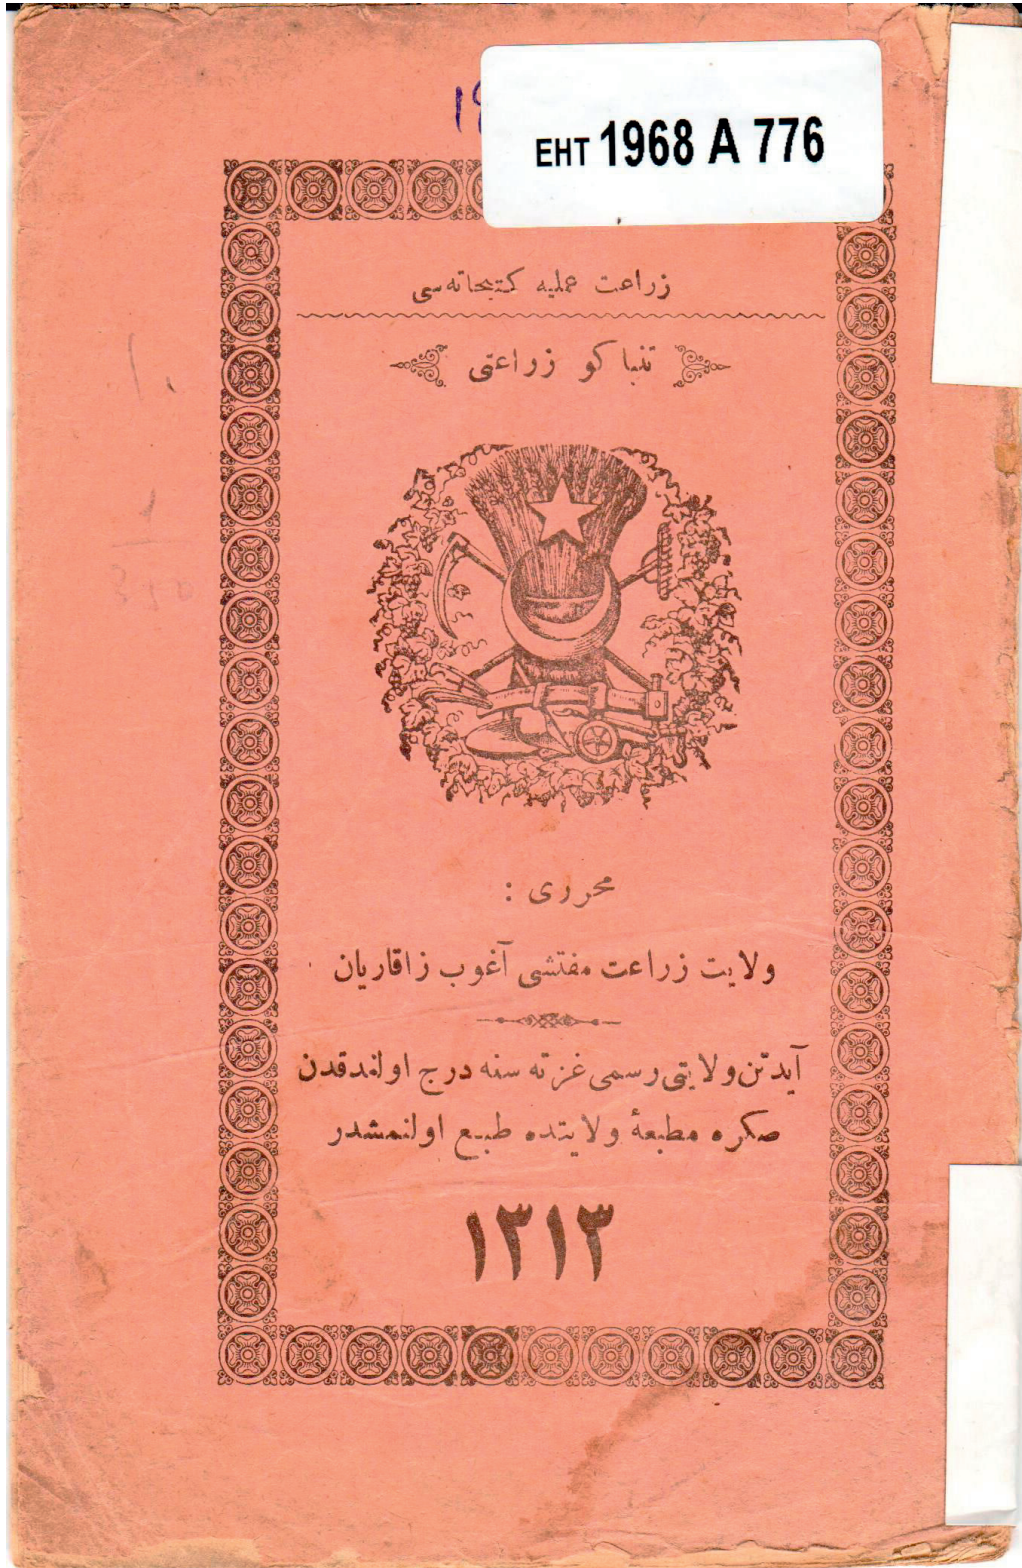 EHT 1968 A 776
زراعت عمليه كتبخانه‌سى
تنباكو زراعتى
محررى :
ولايت زراعت مفتشى آغوب زاقاريان
آيدين ولايتى رسمى غزته سنه درج اولندقدن
صكره مطبعهٔ ولايتده طبع اولنمشدر
١٣١٣